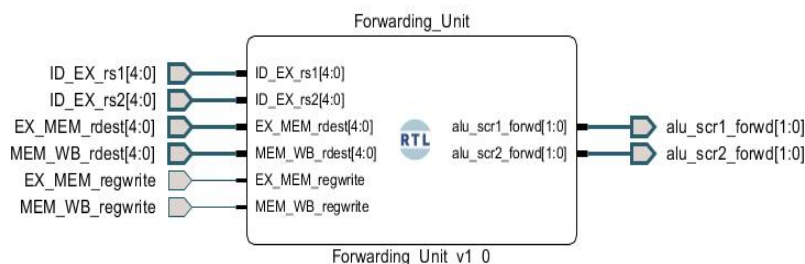 Forwarding_Unit
ID_EX_rs1[4:0] ID_EX_rs1[4:0]
ID_EX_rs2[4:0] ID_EX_rs2[4:0]
EX_MEM_rdest[4:0] EX_MEM_rdest[4:0] RTL alu_scr1_forwd[1:0] alu_scr1_forwd[1:0]
MEM_WB_rdest[4:0] MEM_WB_rdest[4:0] alu_scr2_forwd[1:0] alu_scr2_forwd[1:0]
EX_MEM_regwrite EX_MEM_regwrite
MEM_WB_regwrite MEM_WB_regwrite
Forwarding_Unit_v1_0